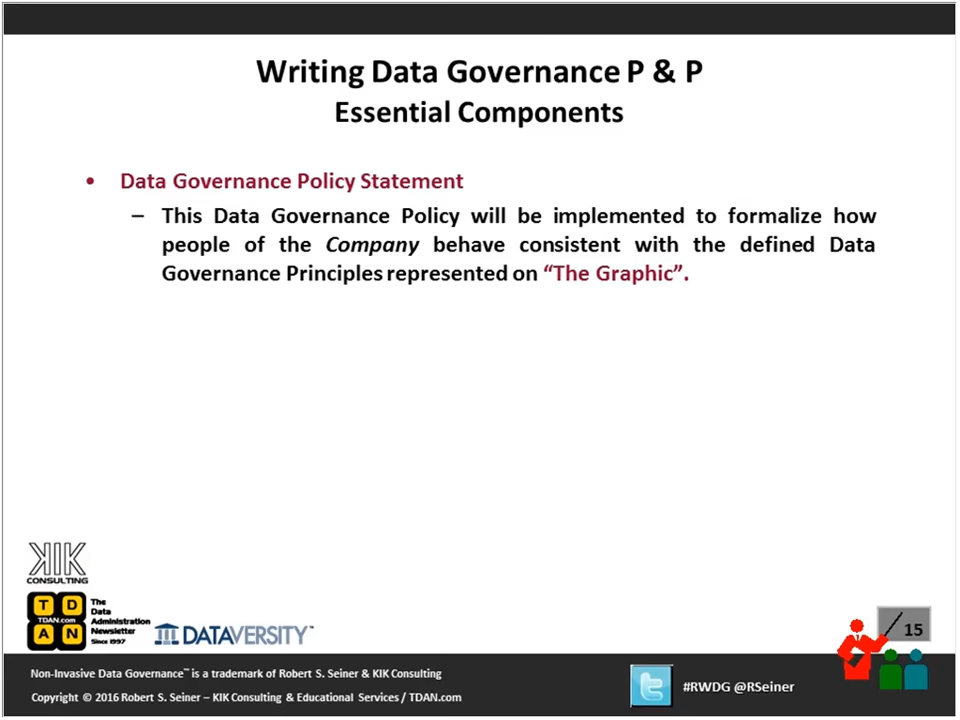 Writing Data Governance P & P
Essential Components
• Data Governance Policy Statement
– This Data Governance Policy will be implemented to formalize how
people of the Company behave consistent with the defined Data
Governance Principles represented on “The Graphic”.
KIK
CONSULTING
T D
TDAN.com
A N
The
Data
Administration
Newsletter
Since 1997
DATAVERSITY™
15
Non-Invasive Data Governance™ is a trademark of Robert S. Seiner & KIK Consulting
Copyright © 2016 Robert S. Seiner – KIK Consulting & Educational Services / TDAN.com
#RWDG @RSeiner